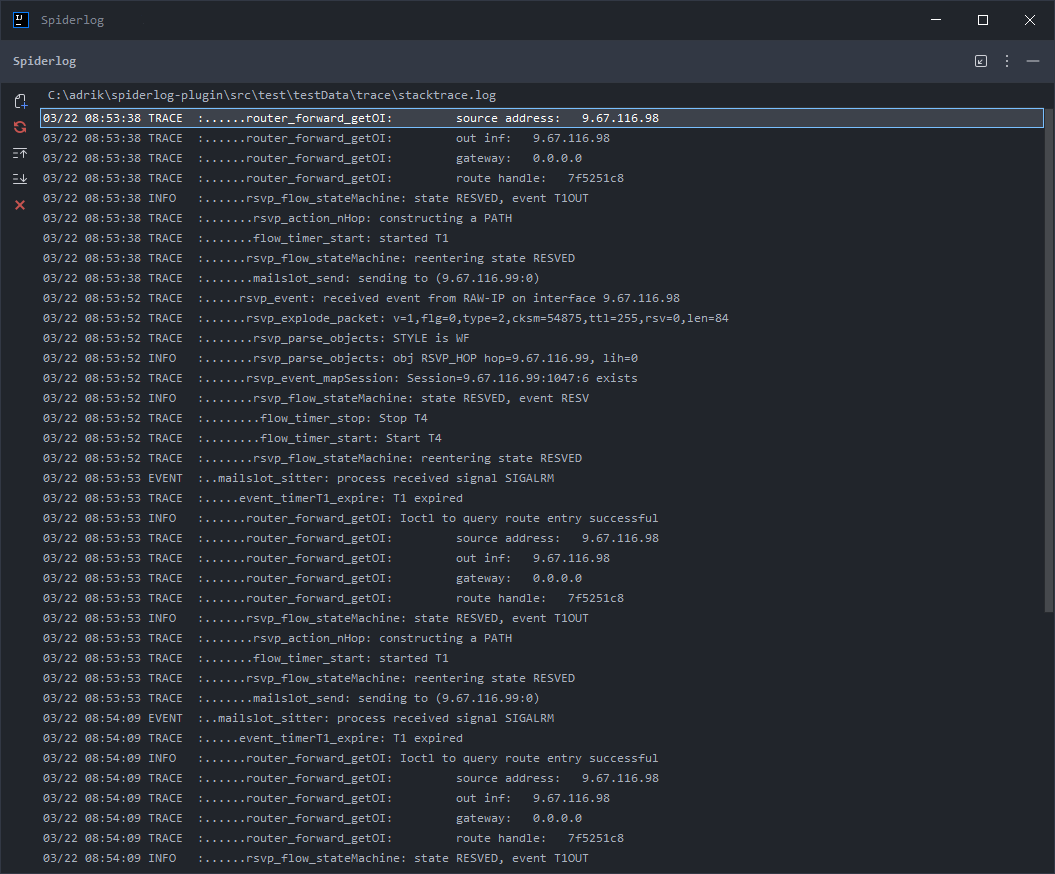 Spiderlog
Spiderlog
C:\adrik\spiderlog-plugin\src\test\testData\trace\stacktrace.log
03/22 08:53:38 TRACE  :......router_forward_getOI:         source address:   9.67.116.98
03/22 08:53:38 TRACE  :......router_forward_getOI:         out inf:   9.67.116.98
03/22 08:53:38 TRACE  :......router_forward_getOI:         gateway:   0.0.0.0
03/22 08:53:38 TRACE  :......router_forward_getOI:         route handle:   7f5251c8
03/22 08:53:38 INFO   :......rsvp_flow_stateMachine: state RESVED, event T1OUT
03/22 08:53:38 TRACE  :.......rsvp_action_nHop: constructing a PATH
03/22 08:53:38 TRACE  :.......flow_timer_start: started T1
03/22 08:53:38 TRACE  :......rsvp_flow_stateMachine: reentering state RESVED
03/22 08:53:38 TRACE  :.......mailslot_send: sending to (9.67.116.99:0)
03/22 08:53:52 TRACE  :.....rsvp_event: received event from RAW-IP on interface 9.67.116.98
03/22 08:53:52 TRACE  :......rsvp_explode_packet: v=1,flg=0,type=2,cksm=54875,ttl=255,rsv=0,len=84
03/22 08:53:52 TRACE  :.......rsvp_parse_objects: STYLE is WF
03/22 08:53:52 INFO   :.......rsvp_parse_objects: obj RSVP_HOP hop=9.67.116.99, lih=0
03/22 08:53:52 TRACE  :.......rsvp_event_mapSession: Session=9.67.116.99:1047:6 exists
03/22 08:53:52 INFO   :.......rsvp_flow_stateMachine: state RESVED, event RESV
03/22 08:53:52 TRACE  :........flow_timer_stop: Stop T4
03/22 08:53:52 TRACE  :........flow_timer_start: Start T4
03/22 08:53:52 TRACE  :.......rsvp_flow_stateMachine: reentering state RESVED
03/22 08:53:53 EVENT  :..mailslot_sitter: process received signal SIGALRM
03/22 08:53:53 TRACE  :.....event_timerT1_expire: T1 expired
03/22 08:53:53 INFO   :......router_forward_getOI: Ioctl to query route entry successful
03/22 08:53:53 TRACE  :......router_forward_getOI:         source address:   9.67.116.98
03/22 08:53:53 TRACE  :......router_forward_getOI:         out inf:   9.67.116.98
03/22 08:53:53 TRACE  :......router_forward_getOI:         gateway:   0.0.0.0
03/22 08:53:53 TRACE  :......router_forward_getOI:         route handle:   7f5251c8
03/22 08:53:53 INFO   :......rsvp_flow_stateMachine: state RESVED, event T1OUT
03/22 08:53:53 TRACE  :.......rsvp_action_nHop: constructing a PATH
03/22 08:53:53 TRACE  :.......flow_timer_start: started T1
03/22 08:53:53 TRACE  :......rsvp_flow_stateMachine: reentering state RESVED
03/22 08:53:53 TRACE  :.......mailslot_send: sending to (9.67.116.99:0)
03/22 08:54:09 EVENT  :..mailslot_sitter: process received signal SIGALRM
03/22 08:54:09 TRACE  :.....event_timerT1_expire: T1 expired
03/22 08:54:09 INFO   :......router_forward_getOI: Ioctl to query route entry successful
03/22 08:54:09 TRACE  :......router_forward_getOI:         source address:   9.67.116.98
03/22 08:54:09 TRACE  :......router_forward_getOI:         out inf:   9.67.116.98
03/22 08:54:09 TRACE  :......router_forward_getOI:         gateway:   0.0.0.0
03/22 08:54:09 TRACE  :......router_forward_getOI:         route handle:   7f5251c8
03/22 08:54:09 INFO   :......rsvp_flow_stateMachine: state RESVED, event T1OUT